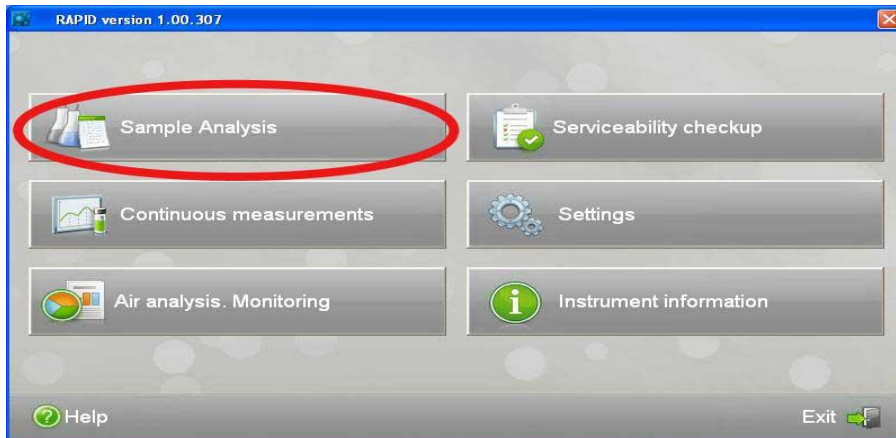 RAPID version 1.00.307
Sample Analysis
Serviceability checkup
Continuous measurements
Settings
Air analysis. Monitoring
Instrument information
Help
Exit